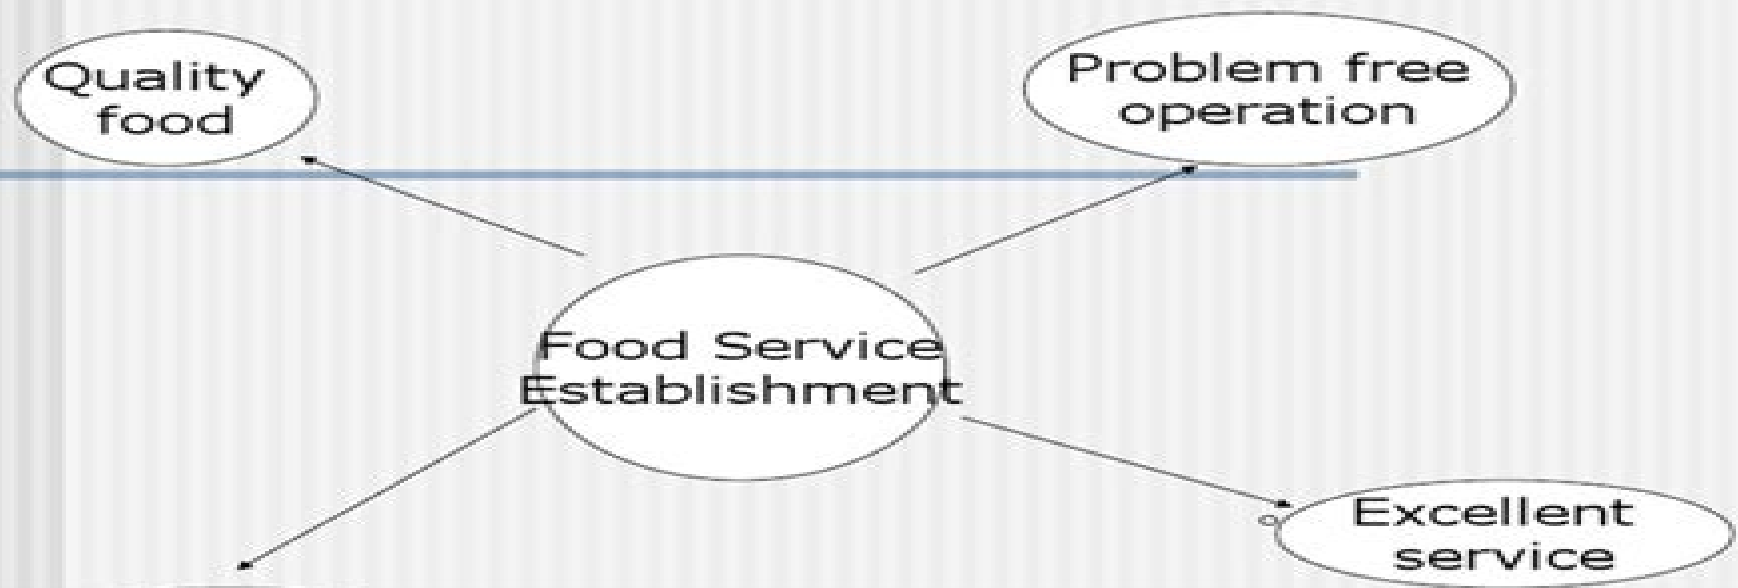 Quality
food
Problem free
operation
Food Service
Establishment
Excellent
service